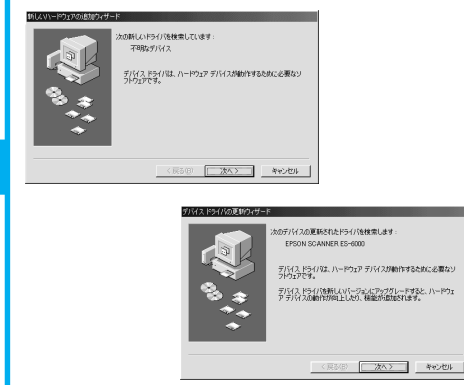 新しいハードウェアの追加ウィザード
次の新しいドライバを検索しています:
不明なデバイス
デバイス ドライバは、ハードウェア デバイスが動作するために必要なソ
フトウェアです。
< 戻る(B)
次へ >
キャンセル
デバイス ドライバの更新ウィザード
次のデバイスの更新されたドライバを検索します:
EPSON SCANNER ES-6000
デバイス ドライバは、ハードウェア デバイスが動作するために必要なソ
フトウェアです。
デバイス ドライバを新しいバージョンにアップグレードすると、ハードウェ
ア デバイスの動作が向上したり、機能が追加されます。
< 戻る(B)
次へ >
キャンセル